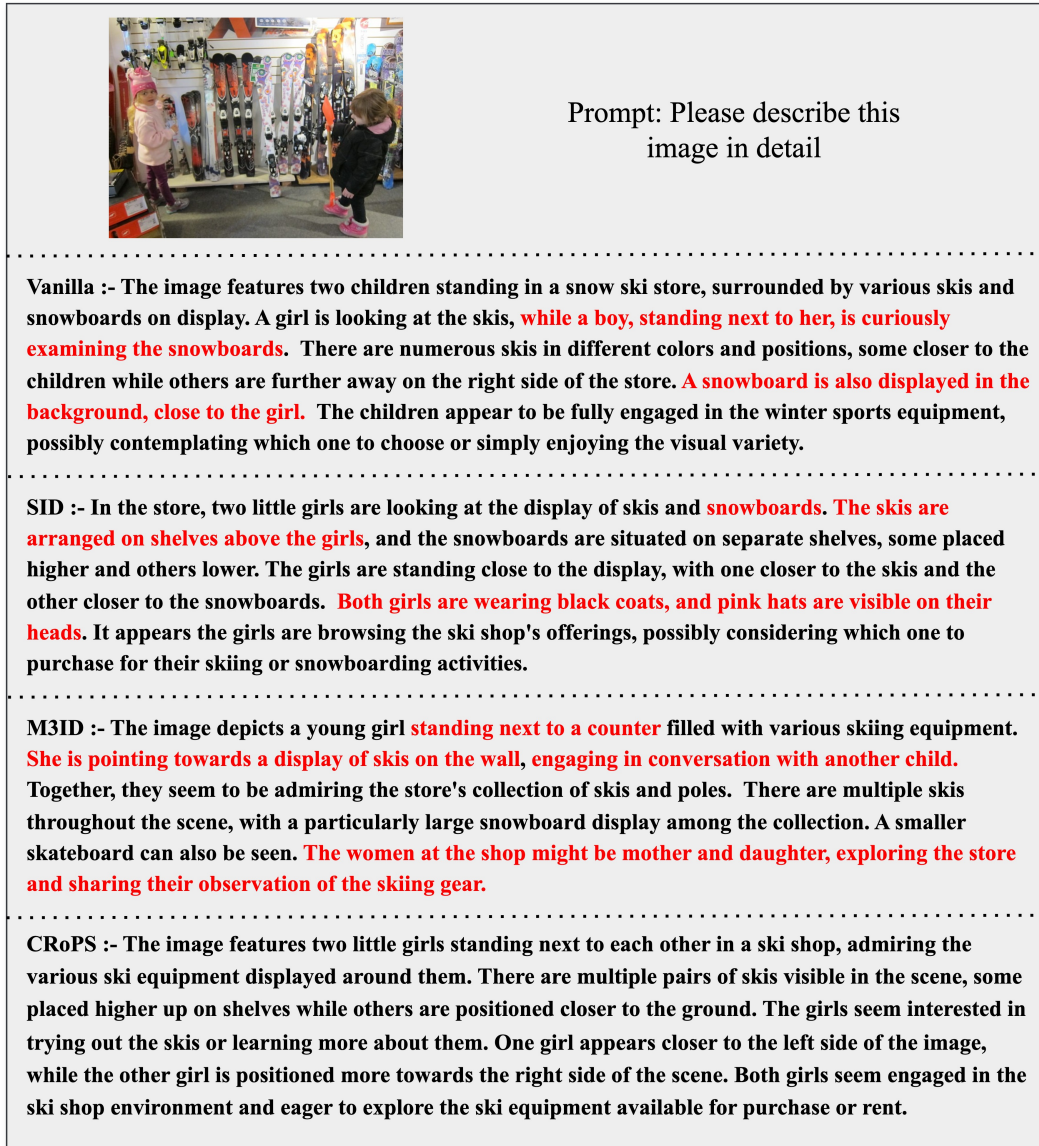 Prompt: Please describe this
image in detail
Vanilla :- The image features two children standing in a snow ski store, surrounded by various skis and
snowboards on display. A girl is looking at the skis, while a boy, standing next to her, is curiously
examining the snowboards.  There are numerous skis in different colors and positions, some closer to the
children while others are further away on the right side of the store. A snowboard is also displayed in the
background, close to the girl.  The children appear to be fully engaged in the winter sports equipment,
possibly contemplating which one to choose or simply enjoying the visual variety.
SID :- In the store, two little girls are looking at the display of skis and snowboards. The skis are
arranged on shelves above the girls, and the snowboards are situated on separate shelves, some placed
higher and others lower. The girls are standing close to the display, with one closer to the skis and the
other closer to the snowboards.  Both girls are wearing black coats, and pink hats are visible on their
heads. It appears the girls are browsing the ski shop's offerings, possibly considering which one to
purchase for their skiing or snowboarding activities.
M3ID :- The image depicts a young girl standing next to a counter filled with various skiing equipment.
She is pointing towards a display of skis on the wall, engaging in conversation with another child.
Together, they seem to be admiring the store's collection of skis and poles.  There are multiple skis
throughout the scene, with a particularly large snowboard display among the collection. A smaller
skateboard can also be seen. The women at the shop might be mother and daughter, exploring the store
and sharing their observation of the skiing gear.
CRoPS :- The image features two little girls standing next to each other in a ski shop, admiring the
various ski equipment displayed around them. There are multiple pairs of skis visible in the scene, some
placed higher up on shelves while others are positioned closer to the ground. The girls seem interested in
trying out the skis or learning more about them. One girl appears closer to the left side of the image,
while the other girl is positioned more towards the right side of the scene. Both girls seem engaged in the
ski shop environment and eager to explore the ski equipment available for purchase or rent.